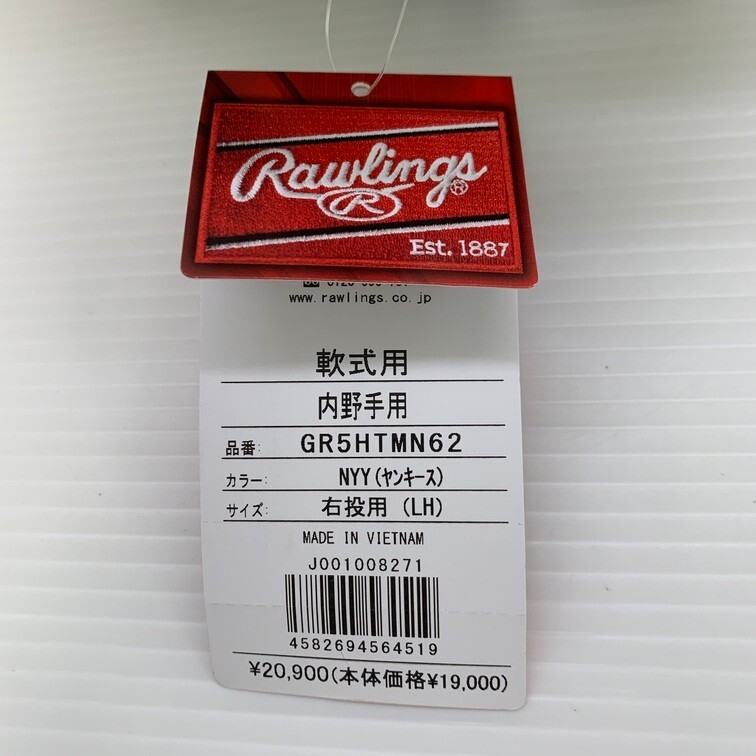 Rawlings®
R
Est. 1887
www.rawlings.co.jp
軟式用
内野手用
品番: GR5HTMN62
カラー: NYY(ヤンキース)
サイズ: 右投用 (LH)
MADE IN VIETNAM
J001008271
4582694564519
¥20,900(本体価格¥19,000)